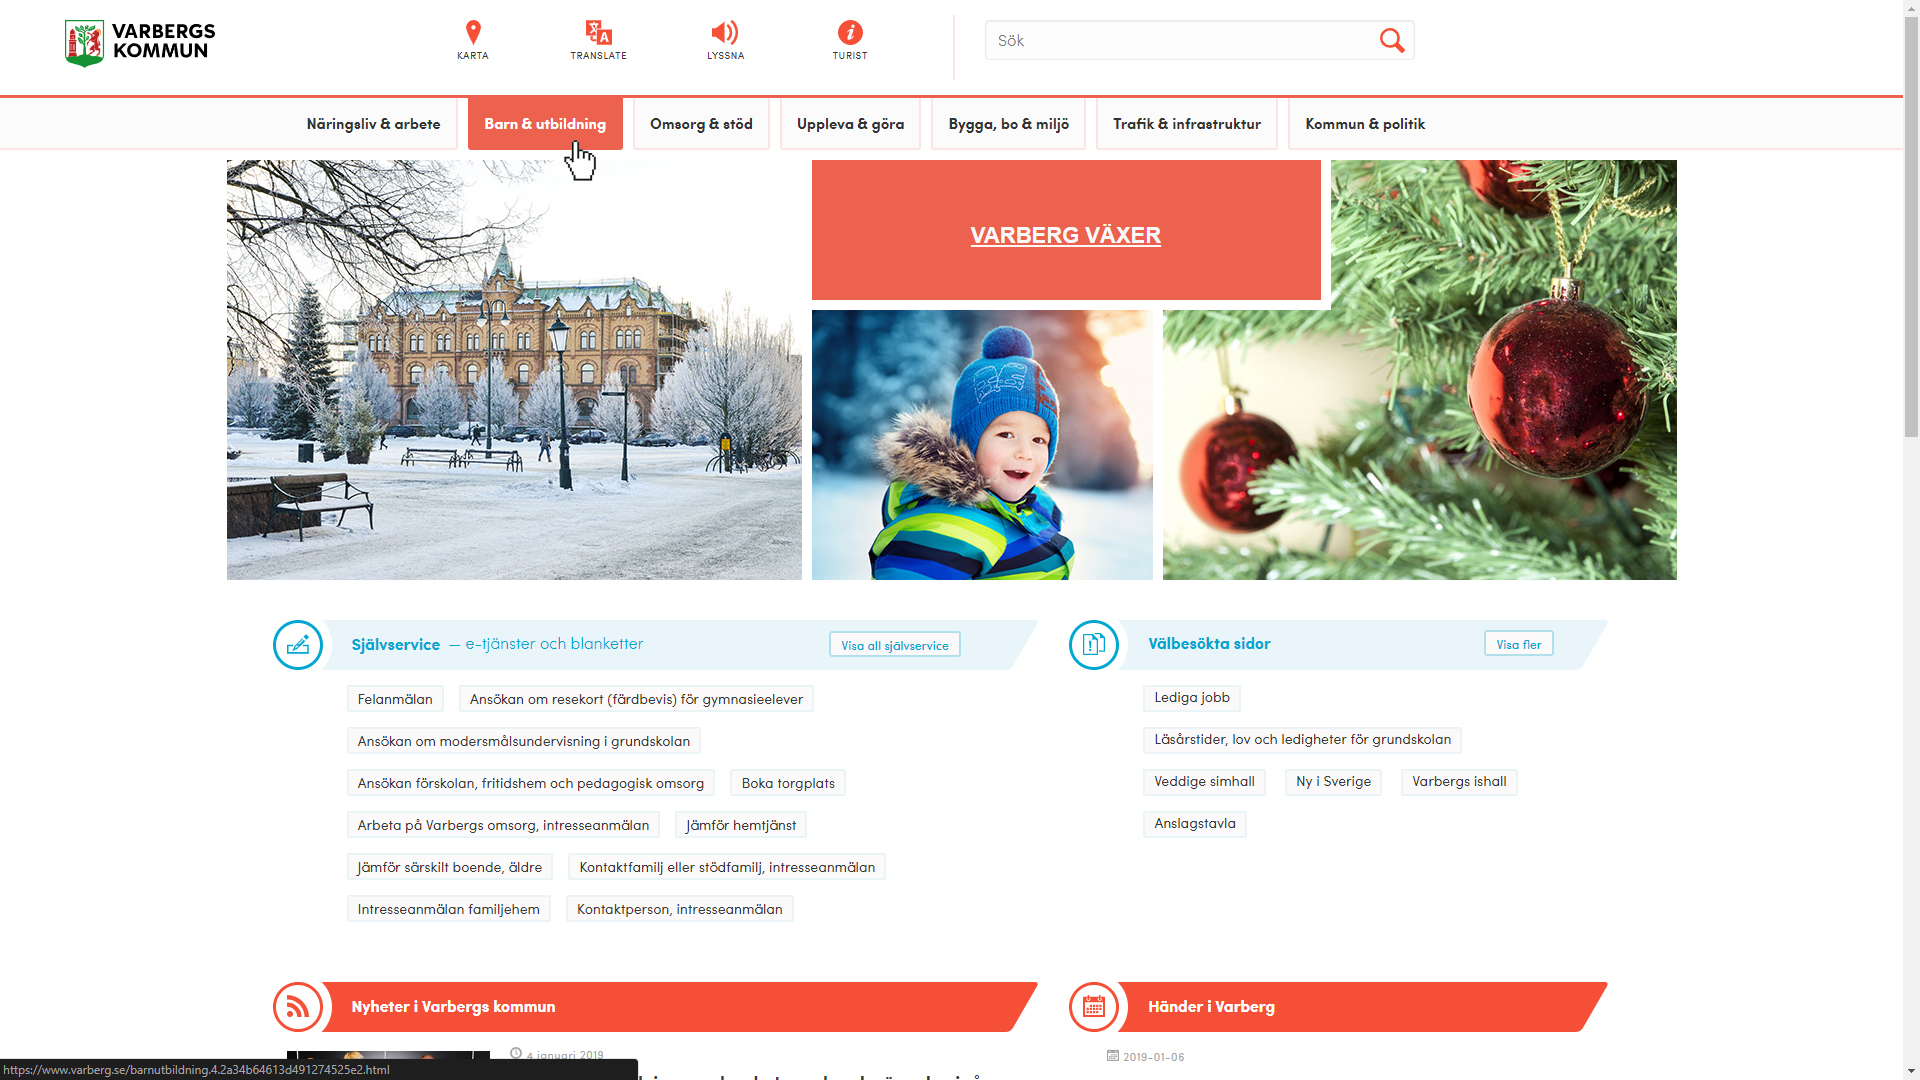 VARBERGS
KOMMUN
KARTA
TRANSLATE
LYSSNA
TURIST
Sök
Näringsliv & arbete
Barn & utbildning
Omsorg & stöd
Uppleva & göra
Bygga, bo & miljö
Trafik & infrastruktur
Kommun & politik
VARBERG VÄXER
Självservice — e-tjänster och blanketter
Visa all självservice
Felanmälan
Ansökan om resekort (färdbevis) för gymnasieelever
Ansökan om modersmålsundervisning i grundskolan
Ansökan förskolan, fritidshem och pedagogisk omsorg
Boka torgplats
Arbeta på Varbergs omsorg, intresseanmälan
Jämför hemtjänst
Jämför särskilt boende, äldre
Kontaktfamilj eller stödfamilj, intresseanmälan
Intresseanmälan familjehem
Kontaktperson, intresseanmälan
Välbesökta sidor
Visa fler
Lediga jobb
Läsårstider, lov och ledigheter för grundskolan
Veddige simhall
Ny i Sverige
Varbergs ishall
Anslagstavla
Nyheter i Varbergs kommun
4 januari 2019
Händer i Varberg
2019-01-06
https://www.varberg.se/barnutbildning.4.2a34b64613d491274525e2.html